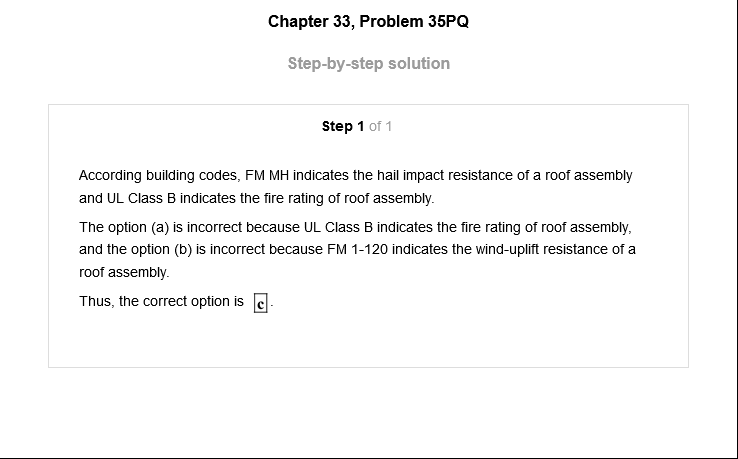 Chapter 33, Problem 35PQ
Step-by-step solution
Step 1 of 1
According building codes, FM MH indicates the hail impact resistance of a roof assembly
and UL Class B indicates the fire rating of roof assembly.
The option (a) is incorrect because UL Class B indicates the fire rating of roof assembly,
and the option (b) is incorrect because FM 1-120 indicates the wind-uplift resistance of a
roof assembly.
Thus, the correct option is c.